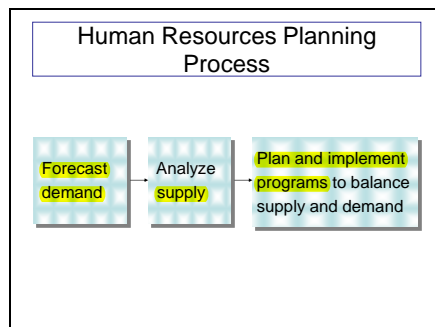 Human Resources Planning
Process
Forecast
demand
Analyze
supply
Plan and implement
programs to balance
supply and demand